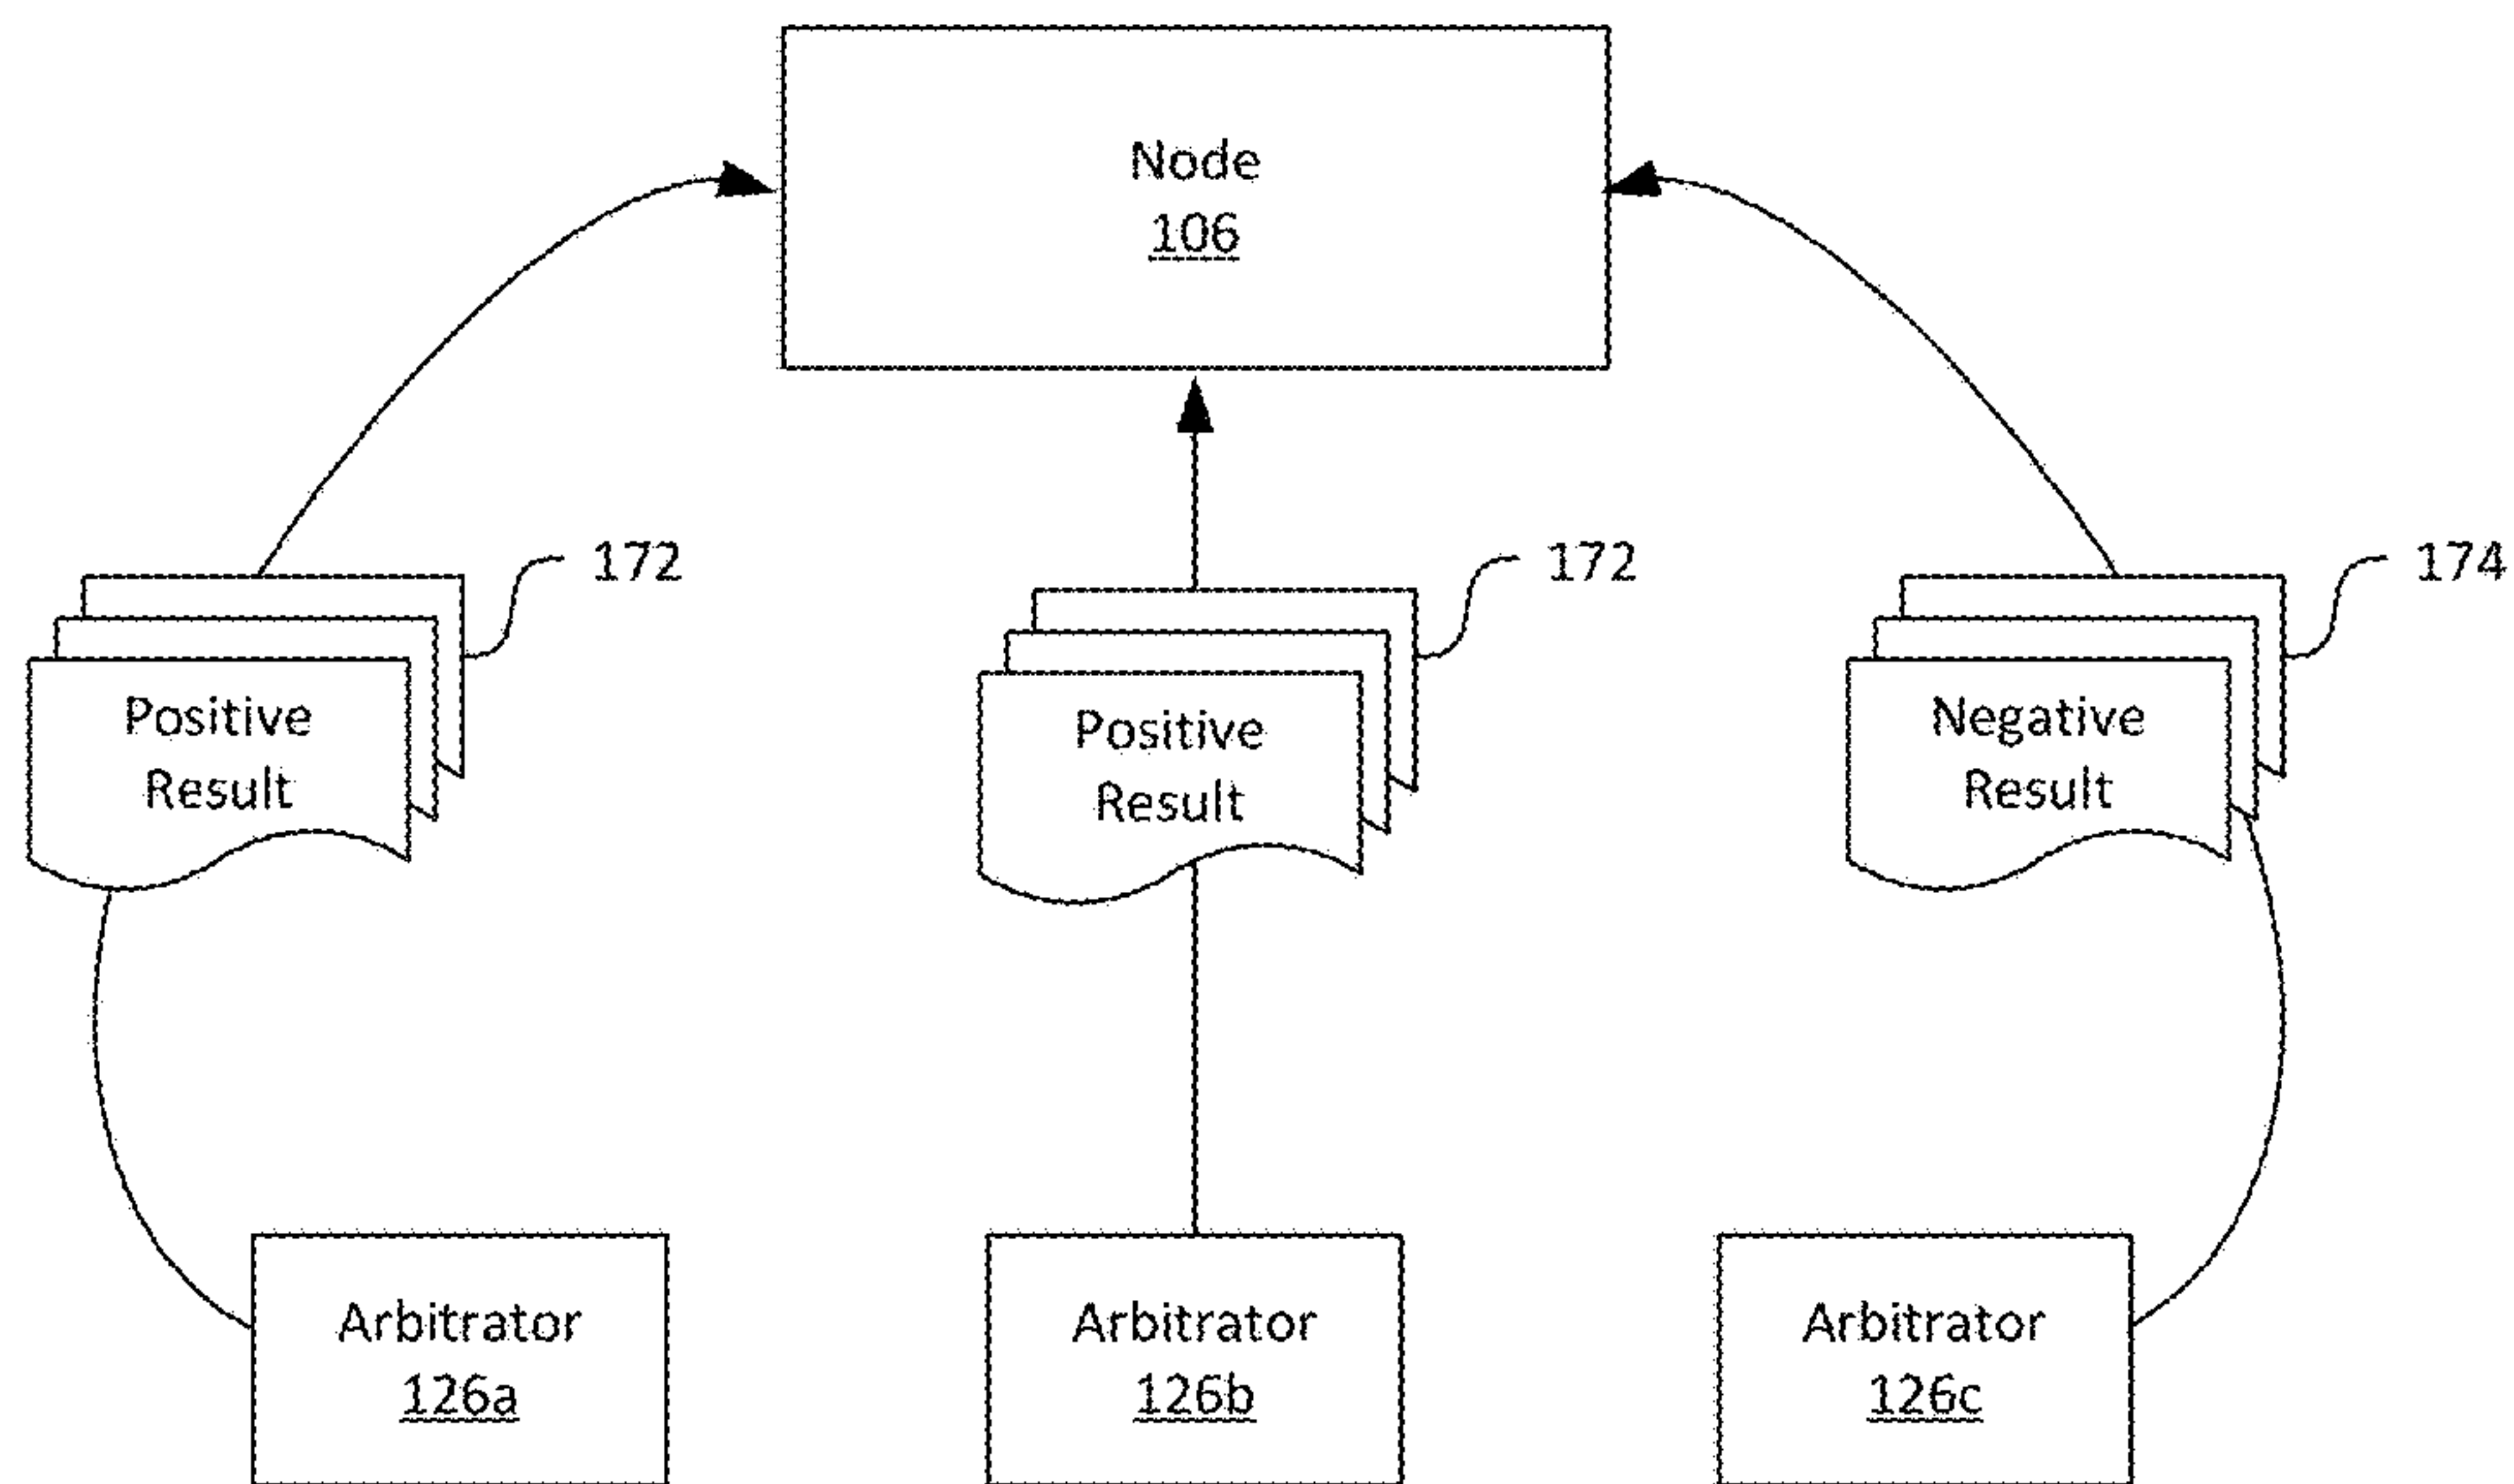 Node
106
172
172
174
Positive
Result
Positive
Result
Negative
Result
Arbitrator
126a
Arbitrator
126b
Arbitrator
126c